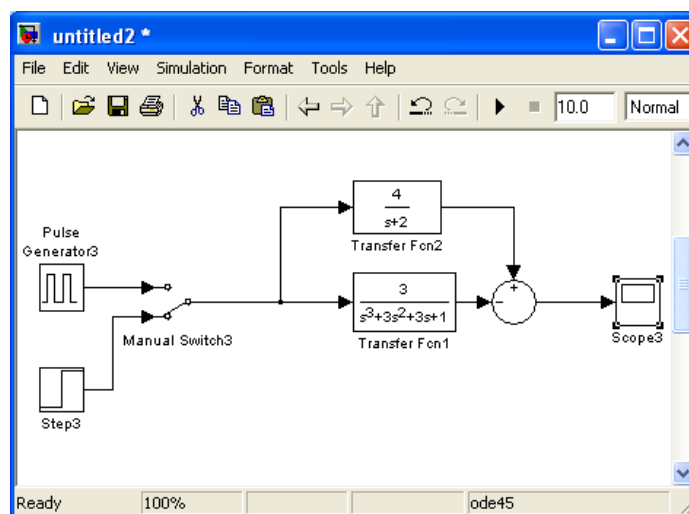 untitled2 *
File Edit View Simulation Format Tools Help
10.0 Normal
4
s+2
Transfer Fcn2
Pulse
Generator3
3
s³+3s²+3s+1
Transfer Fcn1
+
−
Manual Switch3
Scope3
Step3
Ready 100% ode45